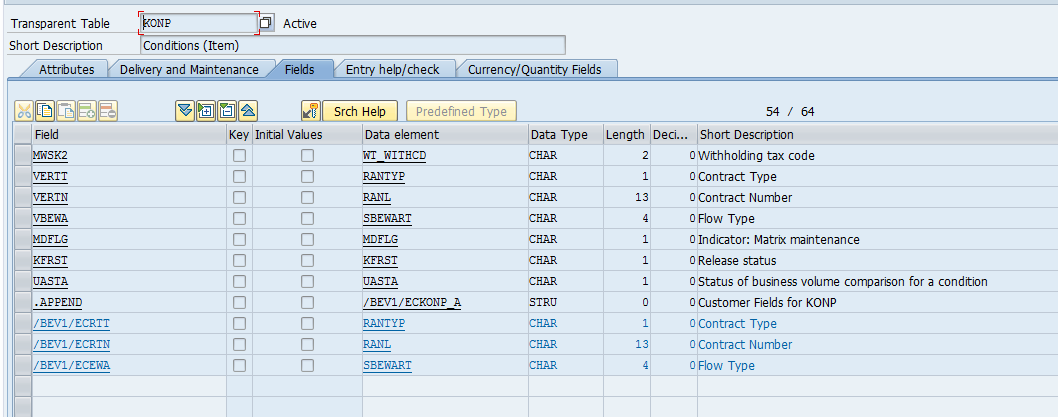 Transparent Table KONP Active
Short Description Conditions (Item)
Attributes Delivery and Maintenance Fields Entry help/check Currency/Quantity Fields
Srch Help Predefined Type 54 / 64
Field Key Initial Values Data element Data Type Length Deci... Short Description
MWSK2 WT_WITHCD CHAR 2 0 Withholding tax code
VERTT RANTYP CHAR 1 0 Contract Type
VERTN RANL CHAR 13 0 Contract Number
VBEWA SBEWART CHAR 4 0 Flow Type
MDFLG MDFLG CHAR 1 0 Indicator: Matrix maintenance
KFRST KFRST CHAR 1 0 Release status
UASTA UASTA CHAR 1 0 Status of business volume comparison for a condition
.APPEND /BEV1/ECKONP_A STRU 0 0 Customer Fields for KONP
/BEV1/ECRTT RANTYP CHAR 1 0 Contract Type
/BEV1/ECRTN RANL CHAR 13 0 Contract Number
/BEV1/ECEWA SBEWART CHAR 4 0 Flow Type